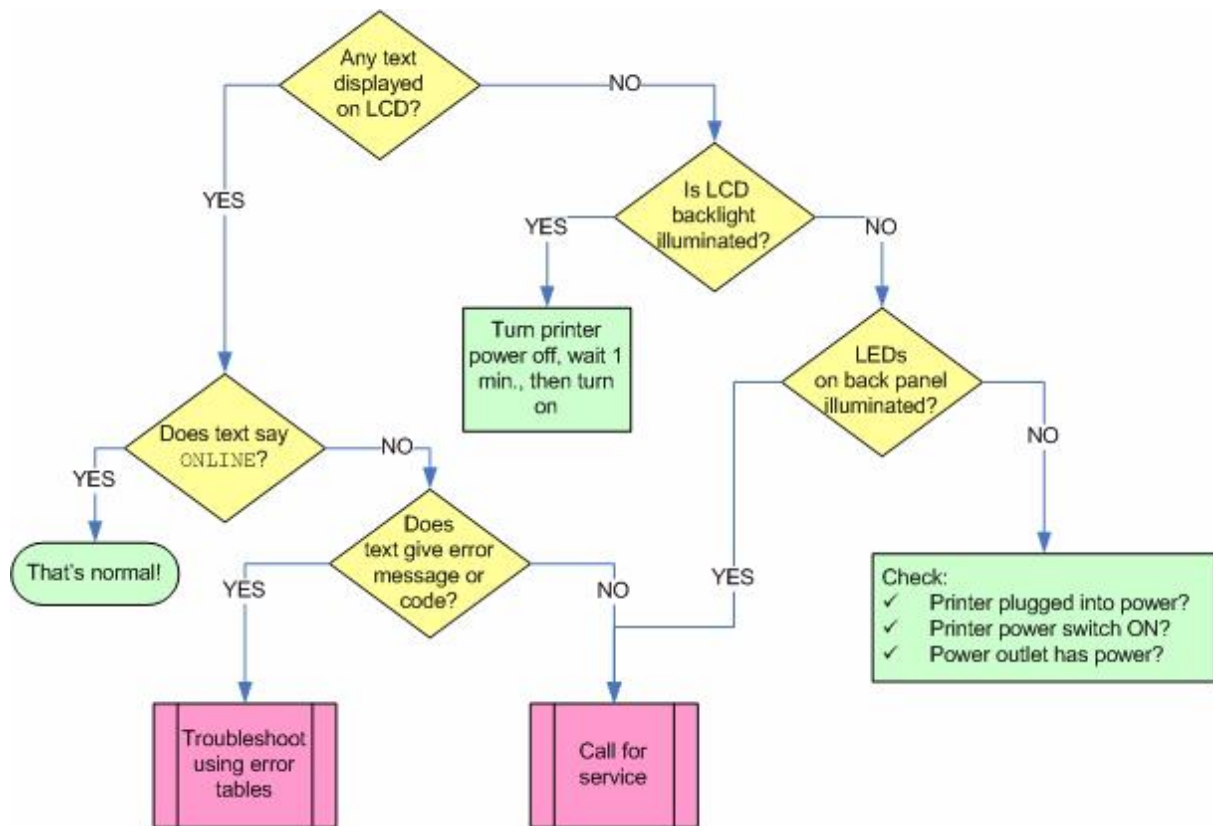 Any text
displayed
on LCD?
NO
YES
Is LCD
backlight
illuminated?
YES
NO
Turn printer
power off, wait 1
min., then turn
on
LEDs
on back panel
illuminated?
Does text say
ONLINE?
YES
NO
NO
YES
That's normal!
Does
text give error
message or
code?
YES
NO
YES
Check:
✓ Printer plugged into power?
✓ Printer power switch ON?
✓ Power outlet has power?
Troubleshoot
using error
tables
Call for
service